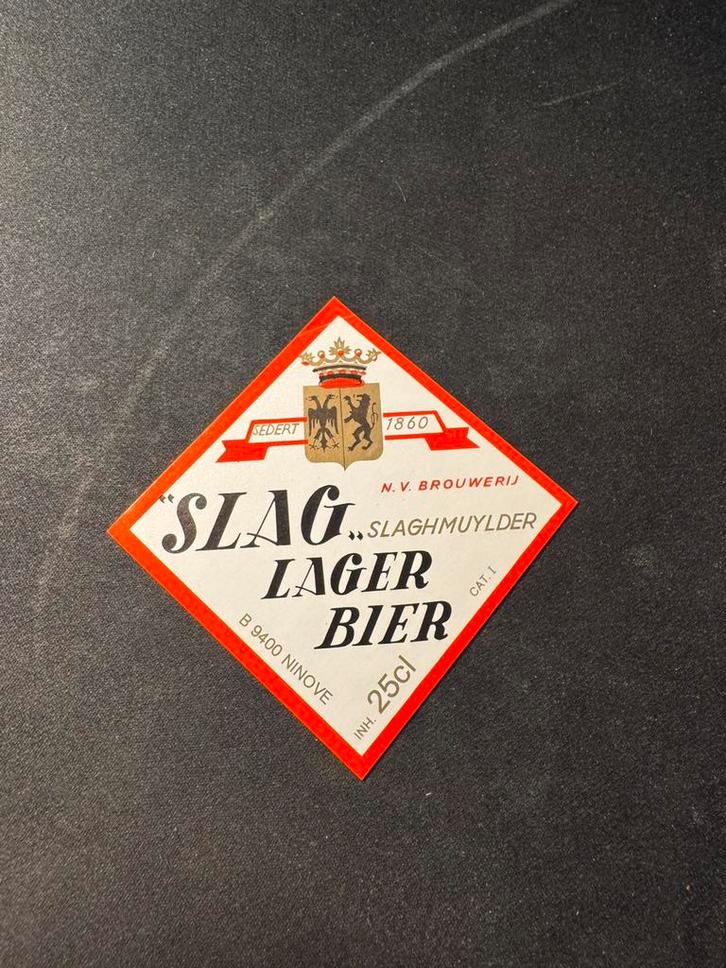 SEDERT 1860
N.V. BROUWERIJ
"SLAG„ SLAGHMUYLDER
LAGER
BIER
CAT. I
B 9400 NINOVE
INH. 25cl